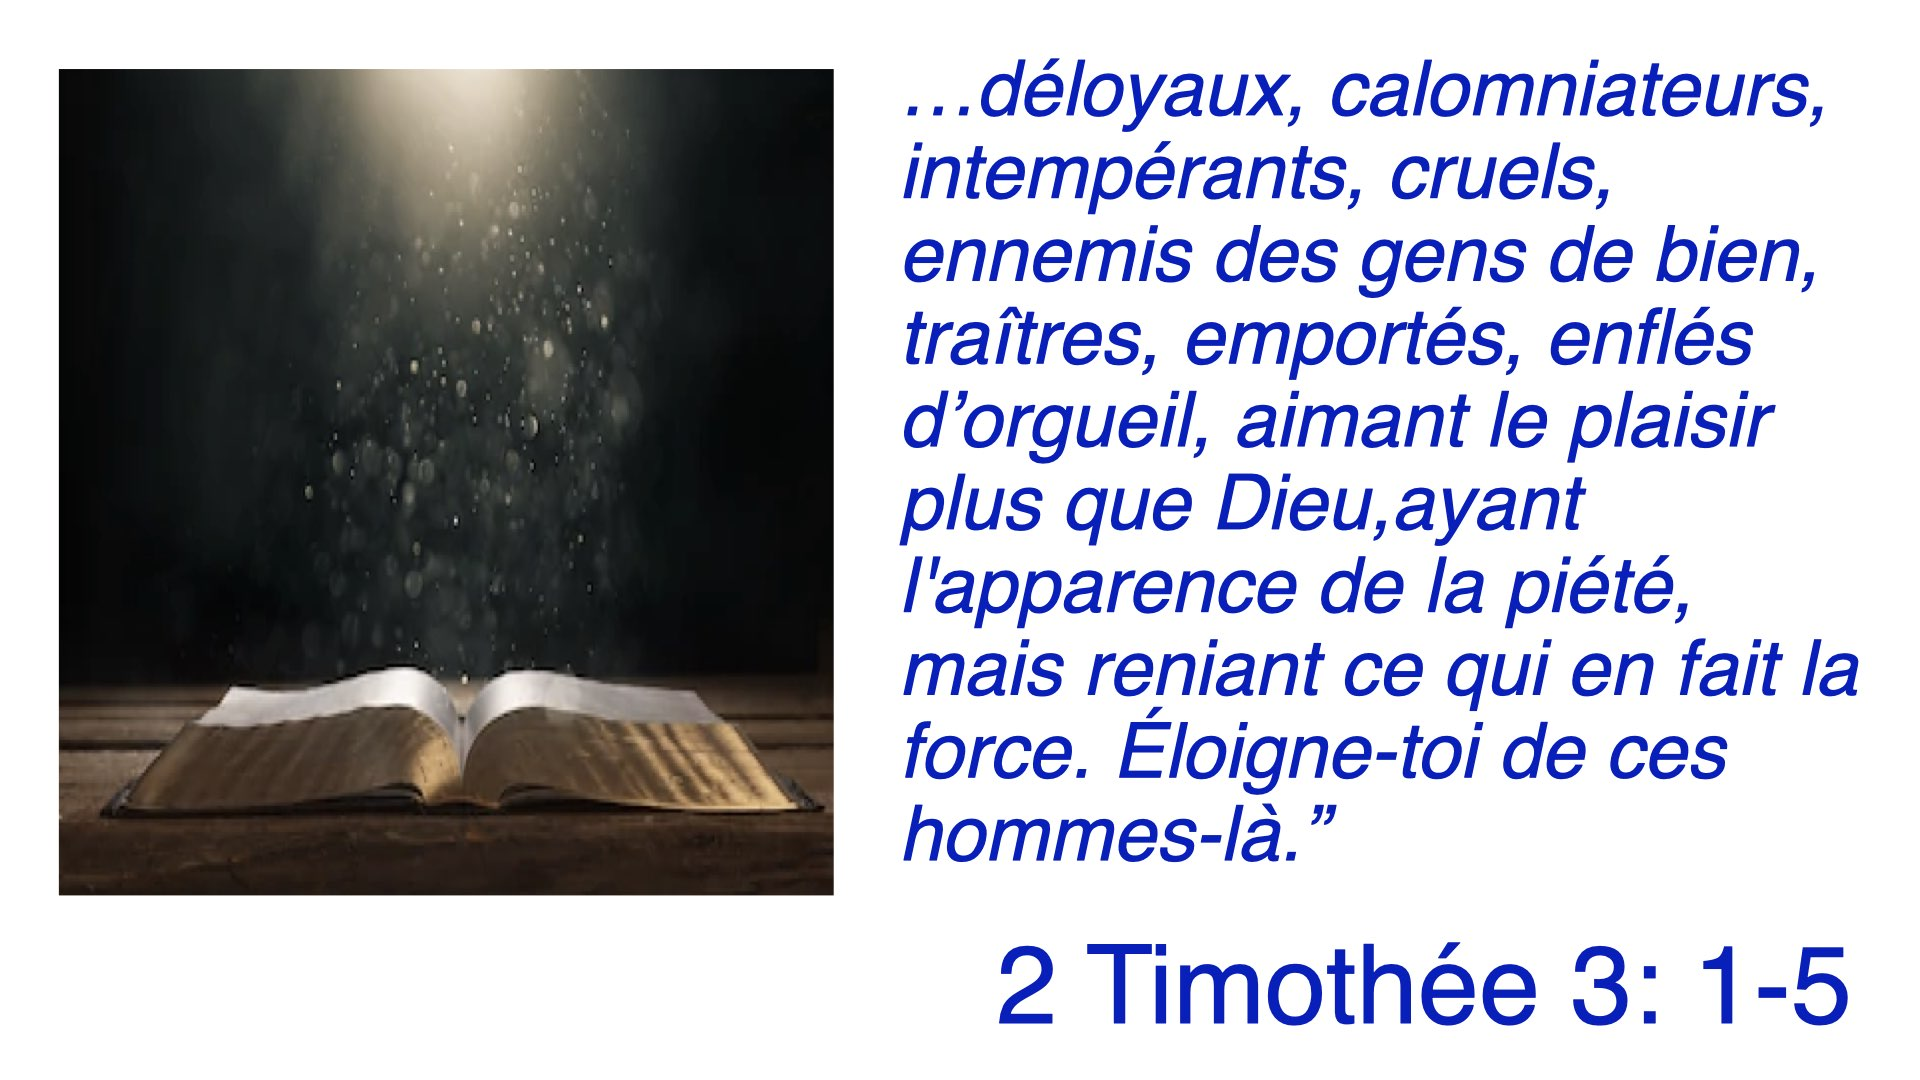 …déloyaux, calomniateurs,
intempérants, cruels,
ennemis des gens de bien,
traîtres, emportés, enflés
d’orgueil, aimant le plaisir
plus que Dieu,ayant
l'apparence de la piété,
mais reniant ce qui en fait la
force. Éloigne-toi de ces
hommes-là.”
2 Timothée 3: 1-5